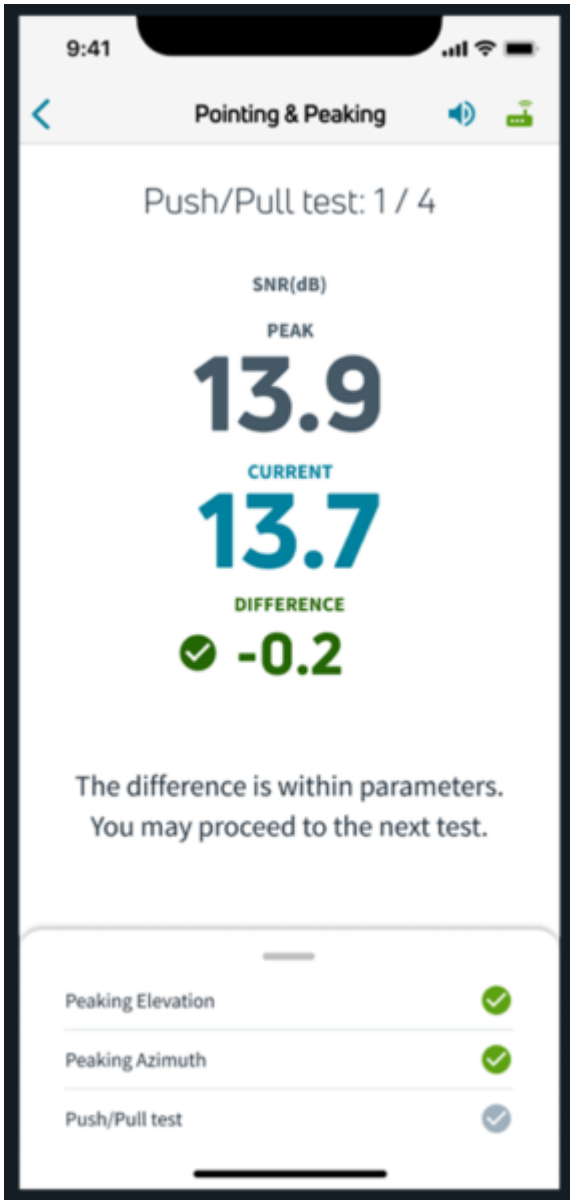 9:41
Pointing & Peaking
Push/Pull test: 1 / 4
SNR(dB)
PEAK
13.9
CURRENT
13.7
DIFFERENCE
-0.2
The difference is within parameters.
You may proceed to the next test.
Peaking Elevation
Peaking Azimuth
Push/Pull test